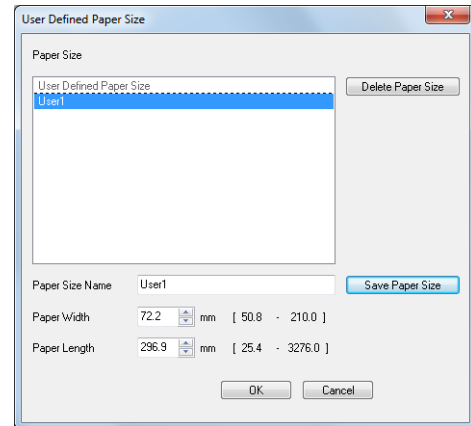 User Defined Paper Size
Paper Size
User Defined Paper Size
Delete Paper Size
User1
Paper Size Name User1 Save Paper Size
Paper Width 72.2 mm [ 50.8 - 210.0 ]
Paper Length 296.9 mm [ 25.4 - 3276.0 ]
OK Cancel